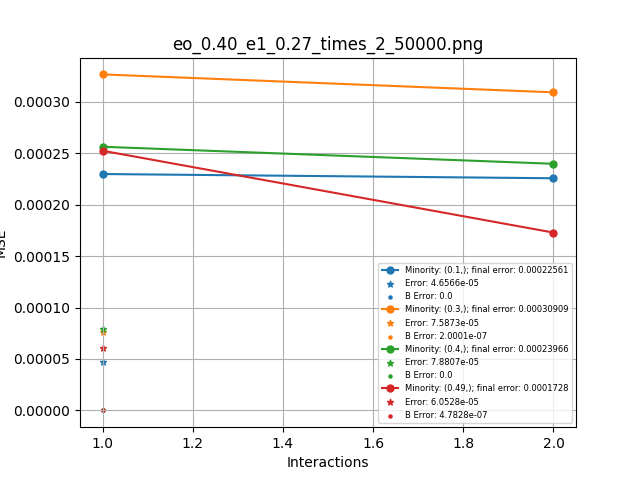 eo_0.40_e1_0.27_times_2_50000.png
MSE
0.00030
0.00025
0.00020
0.00015
0.00010
0.00005
0.00000
Minority: (0.1,); final error: 0.00022561
Error: 4.6566e-05
B Error: 0.0
Minority: (0.3,); final error: 0.00030909
Error: 7.5873e-05
B Error: 2.0001e-07
Minority: (0.4,); final error: 0.00023966
Error: 7.8807e-05
B Error: 0.0
Minority: (0.49,); final error: 0.0001728
Error: 6.0528e-05
B Error: 4.7828e-07
1.0 1.2 1.4 1.6 1.8 2.0
Interactions